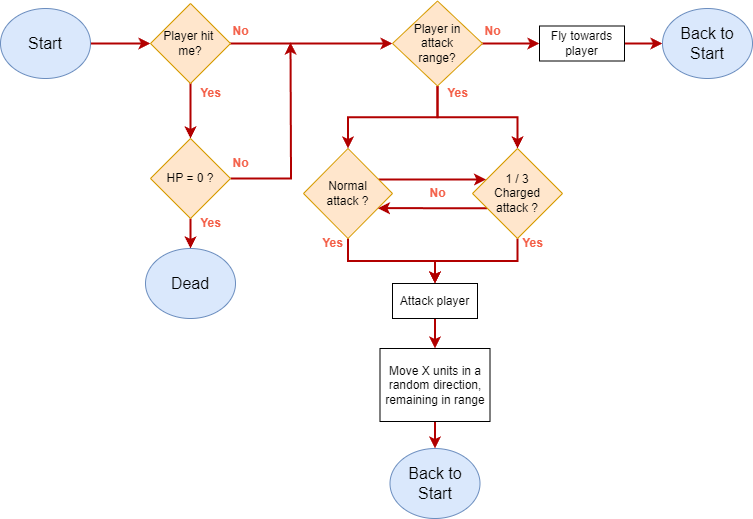 Start
Player hit
me?
No
Player in
attack
range?
No
Fly towards
player
Back to
Start
Yes
Yes
HP = 0 ?
No
Normal
attack ?
No
1 / 3
Charged
attack ?
Yes
Yes
Yes
Dead
Attack player
Move X units in a
random direction,
remaining in range
Back to
Start